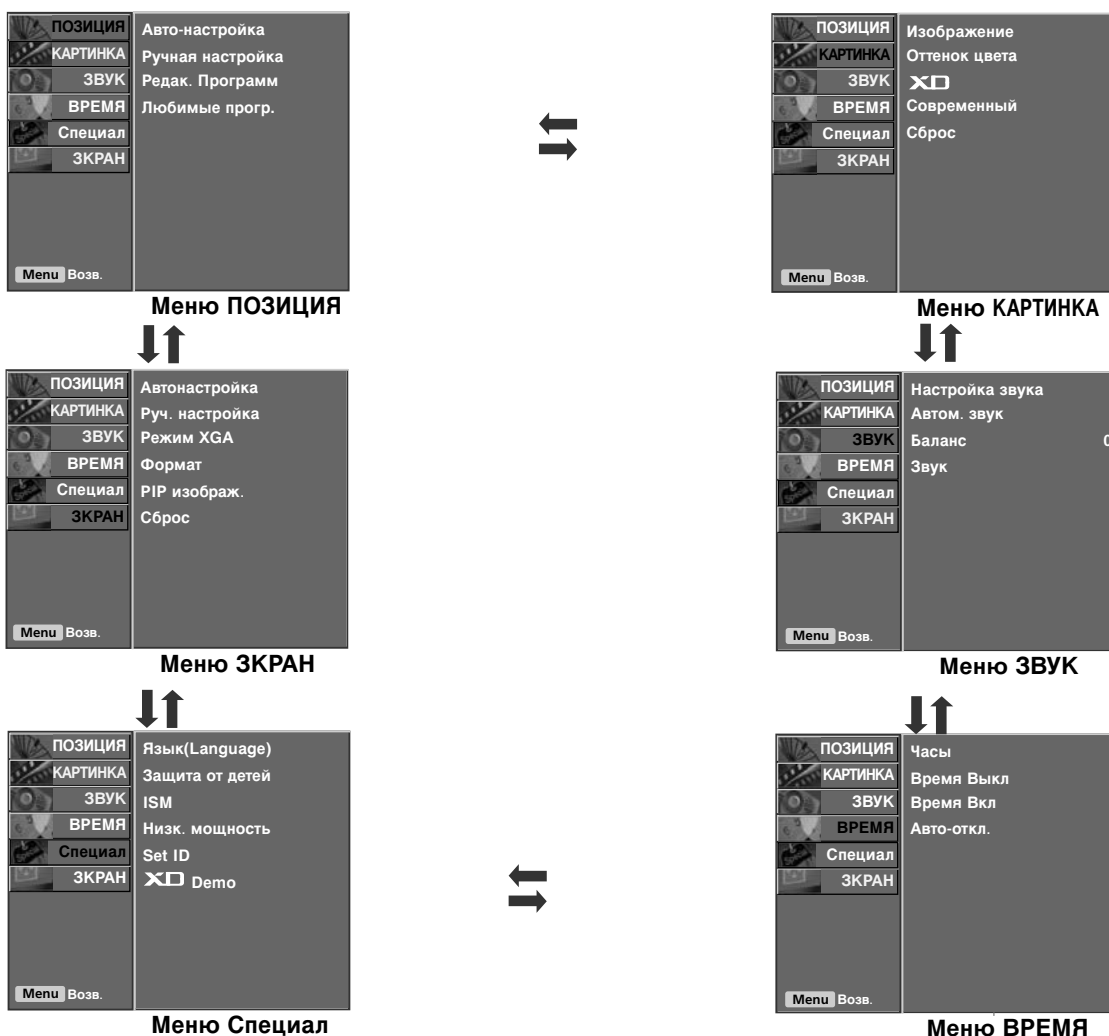 ПОЗИЦИЯ
КАРТИНКА
ЗВУК
ВРЕМЯ
Специал
ЗКРАН
Авто-настройка
Ручная настройка
Редак. Программ
Любимые прогр.
Menu Возв.
Меню ПОЗИЦИЯ
ПОЗИЦИЯ
КАРТИНКА
ЗВУК
ВРЕМЯ
Специал
ЗКРАН
Изображение
Оттенок цвета
XD
Современный
Сброс
Menu Возв.
Меню КАРТИНКА
ПОЗИЦИЯ
КАРТИНКА
ЗВУК
ВРЕМЯ
Специал
ЗКРАН
Автонастройка
Руч. настройка
Режим XGA
Формат
PIP изображ.
Сброс
Menu Возв.
Меню ЗКРАН
ПОЗИЦИЯ
КАРТИНКА
ЗВУК
ВРЕМЯ
Специал
ЗКРАН
Настройка звука
Автом. звук
Баланс 0
Звук
Menu Возв.
Меню ЗВУК
ПОЗИЦИЯ
КАРТИНКА
ЗВУК
ВРЕМЯ
Специал
ЗКРАН
Язык(Language)
Защита от детей
ISM
Низк. мощность
Set ID
XD Demo
Menu Возв.
Меню Специал
ПОЗИЦИЯ
КАРТИНКА
ЗВУК
ВРЕМЯ
Специал
ЗКРАН
Часы
Время Выкл
Время Вкл
Авто-откл.
Menu Возв.
Меню ВРЕМЯ